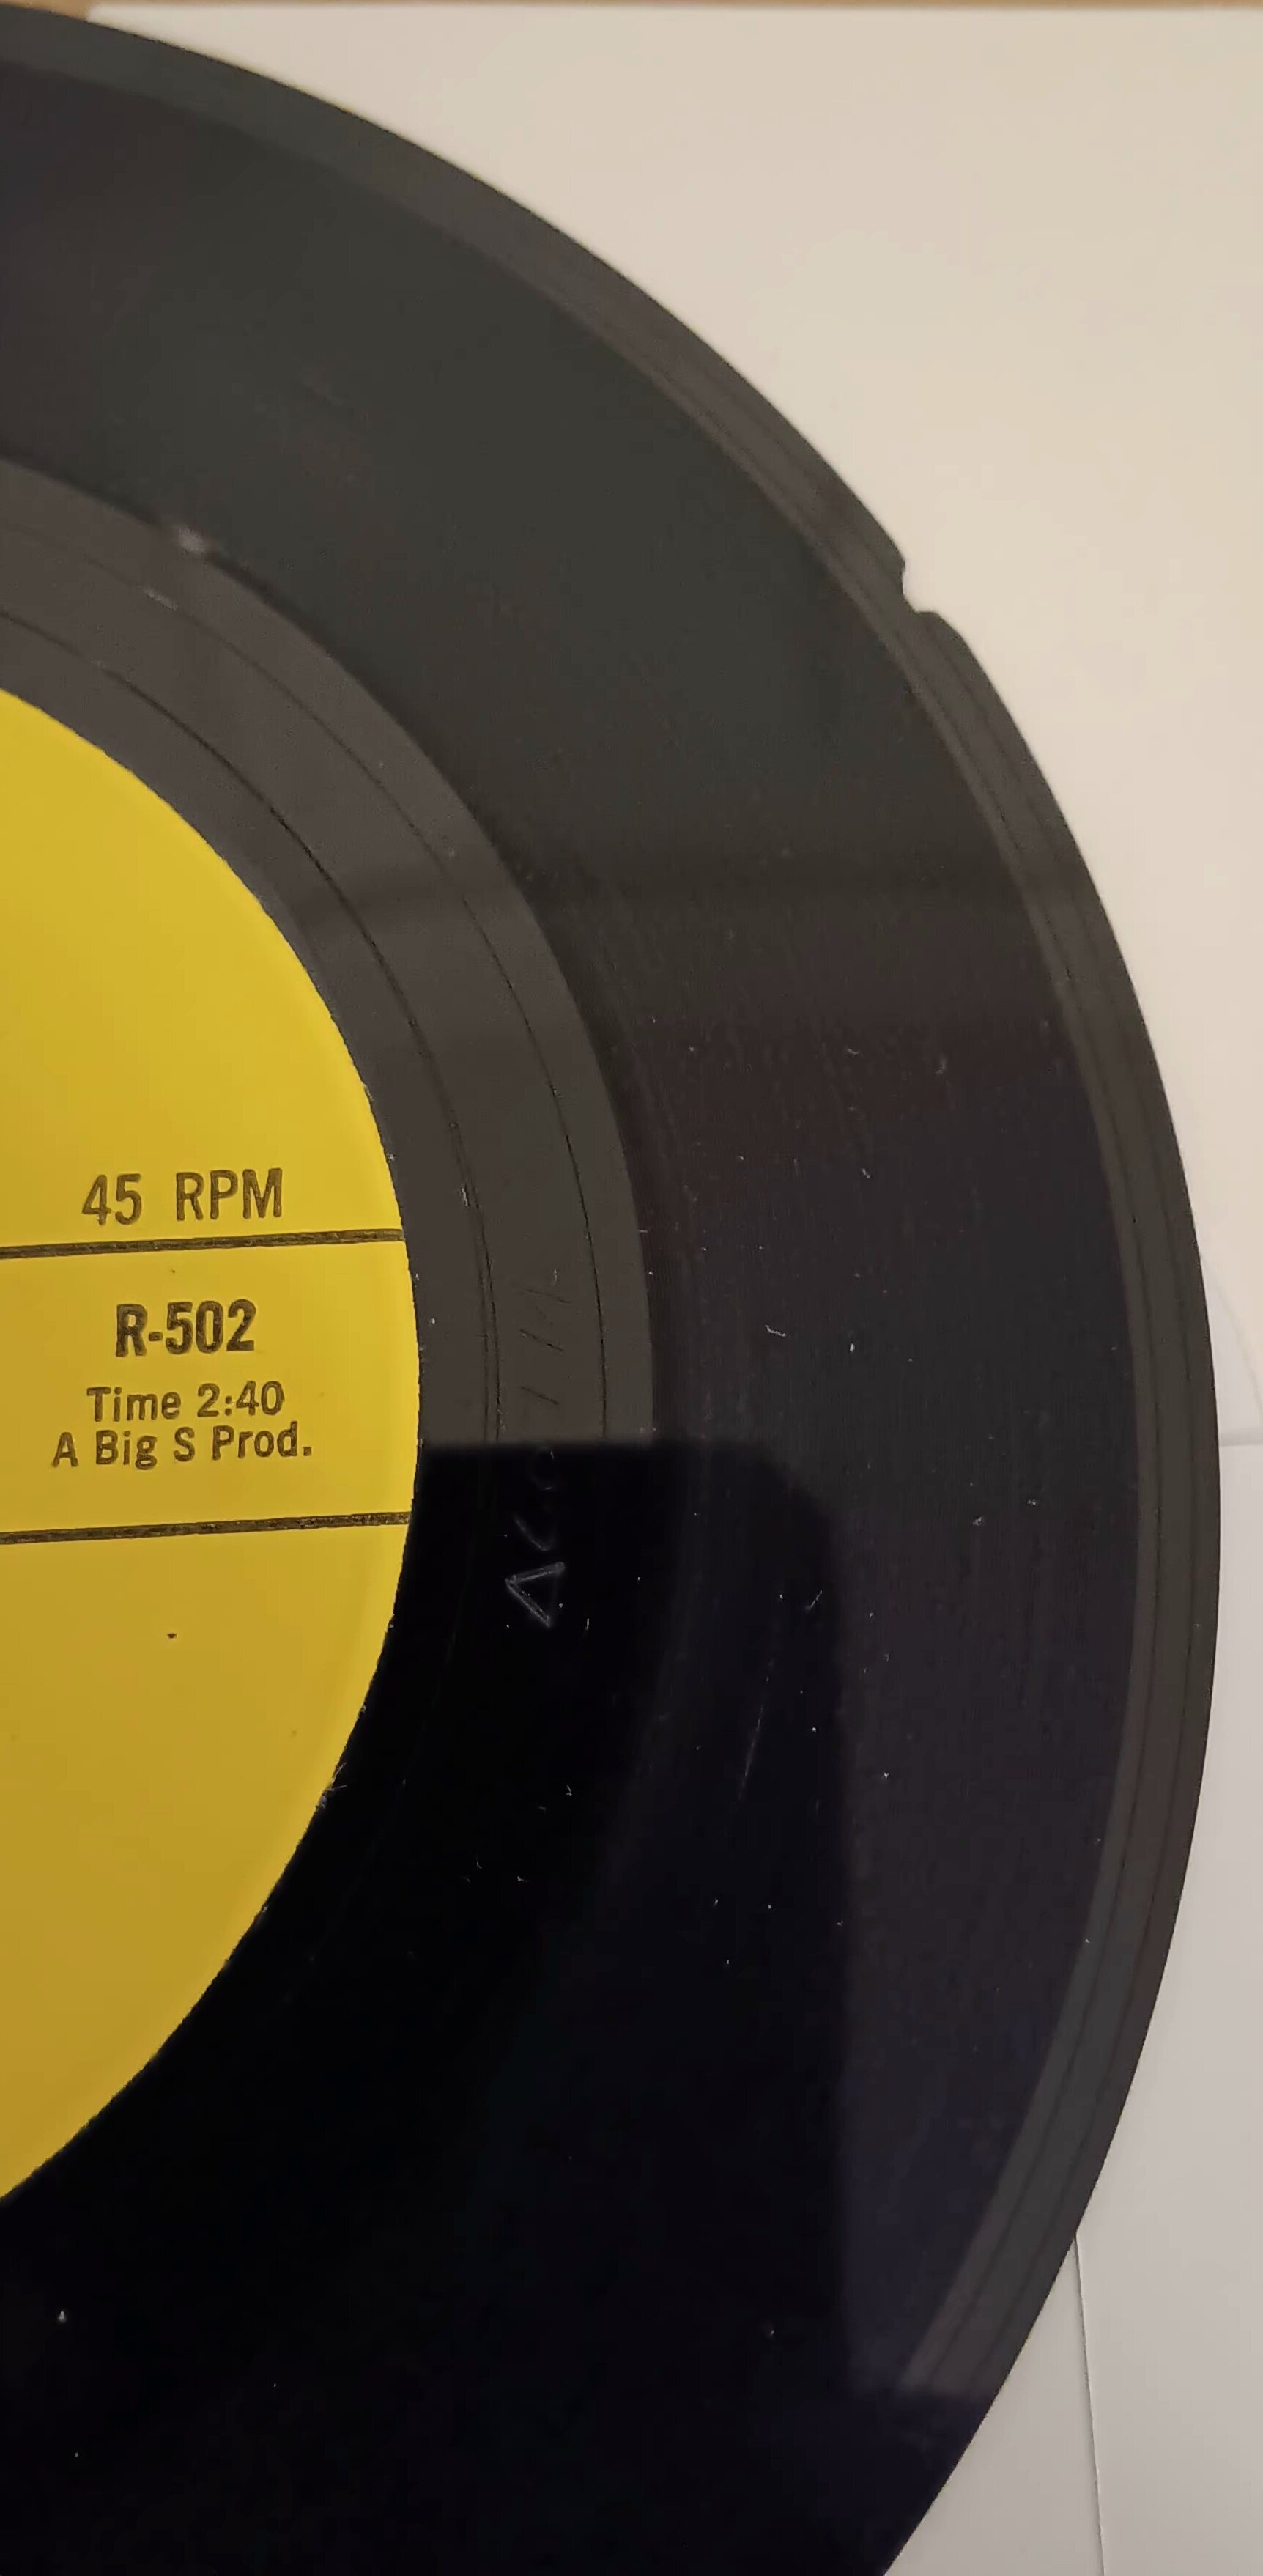 45 RPM
R-502
Time 2:40
A Big S Prod.